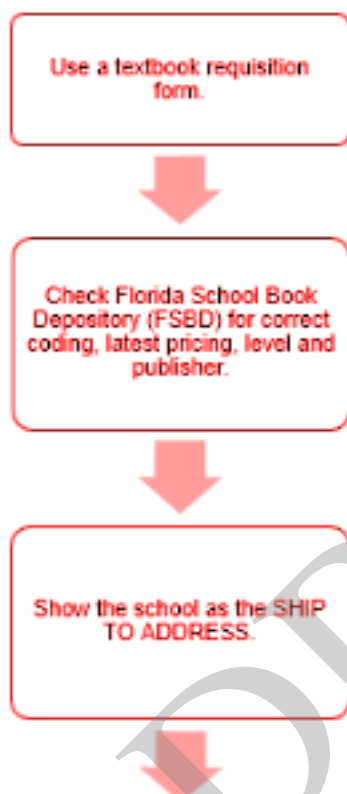 Use a textbook requisition
form.
Check Florida School Book
Depository (FSBD) for correct
coding, latest pricing, level and
publisher.
Show the school as the SHIP
TO ADDRESS.